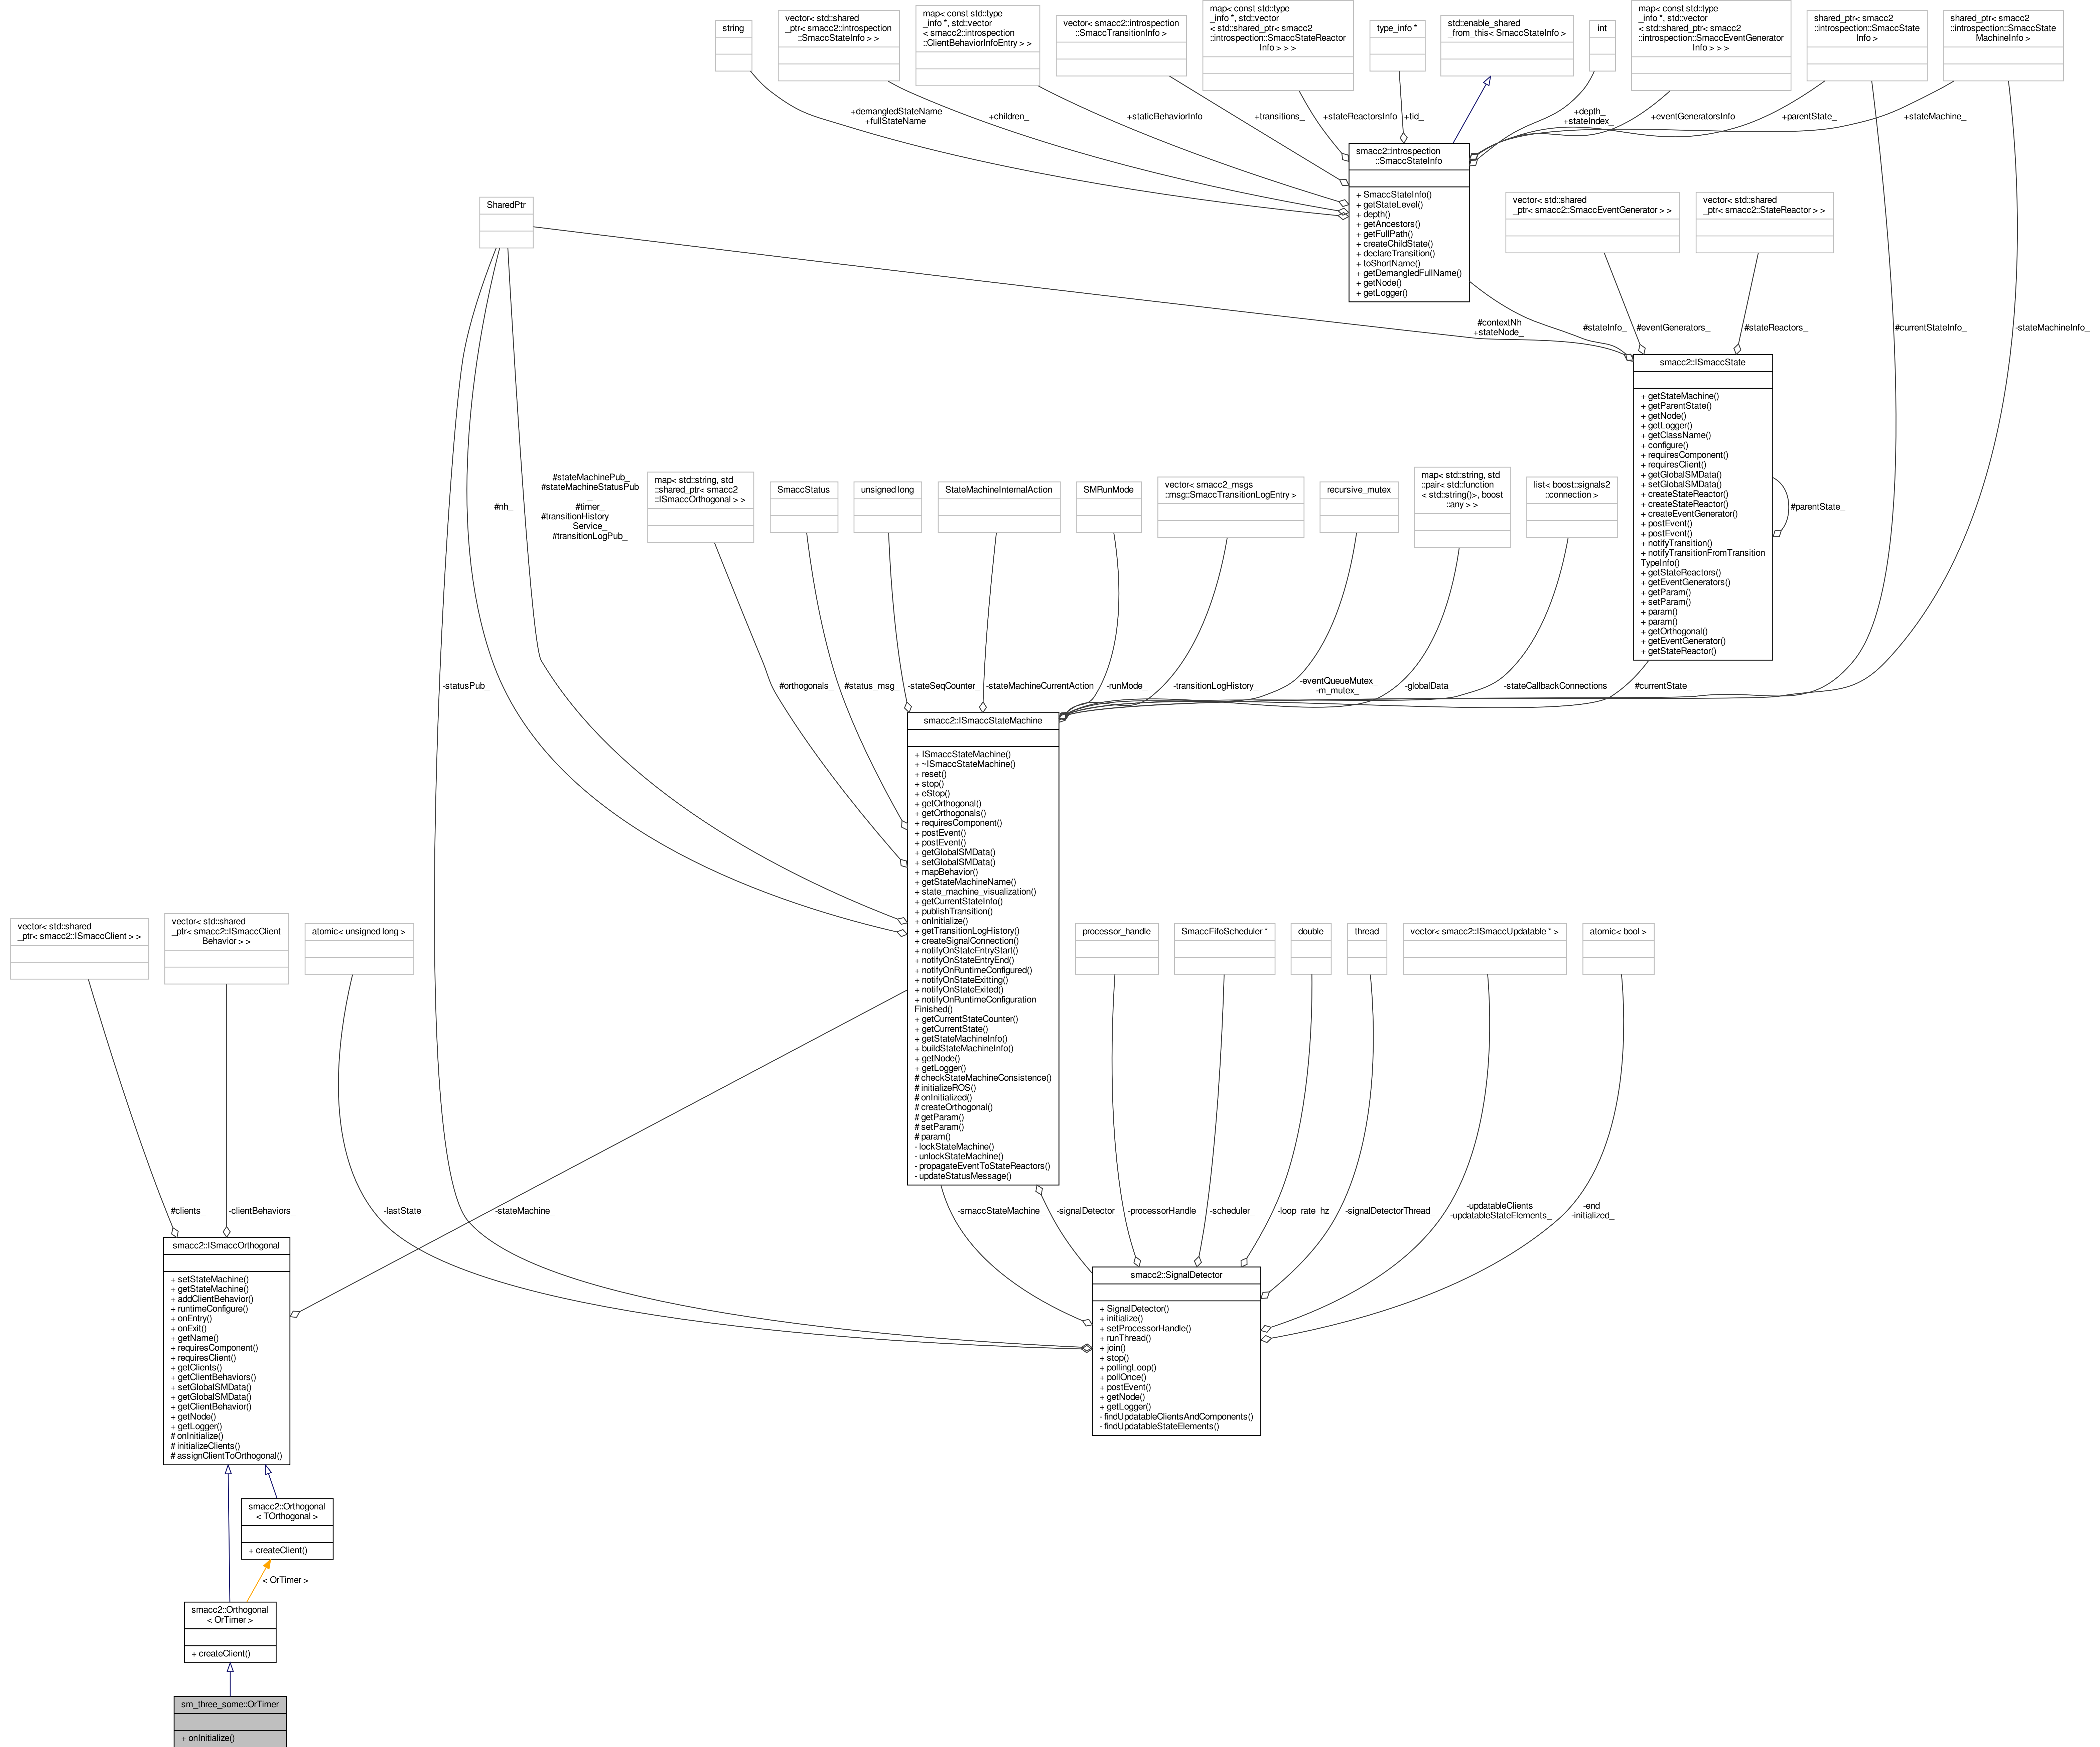 string
vector< std::shared
_ptr< smacc2::introspection
::SmaccStateInfo > >
map< const std::type
_info *, std::vector
< smacc2::introspection
::ClientBehaviorInfoEntry > >
vector< smacc2::introspection
::SmaccTransitionInfo >
map< const std::type
_info *, std::vector
< std::shared_ptr< smacc2
::introspection::SmaccStateReactor
Info > > >
type_info *
std::enable_shared
_from_this< SmaccStateInfo >
int
map< const std::type
_info *, std::vector
< std::shared_ptr< smacc2
::introspection::SmaccEventGenerator
Info > > >
shared_ptr< smacc2
::introspection::SmaccState
Info >
shared_ptr< smacc2
::introspection::SmaccState
MachineInfo >
+demangledStateName
+fullStateName
+children_
+staticBehaviorInfo
+transitions_
+stateReactorsInfo
+tid_
+depth_
+stateIndex_
+eventGeneratorsInfo
+parentState_
+stateMachine_
smacc2::introspection
::SmaccStateInfo
+ SmaccStateInfo()
+ getStateLevel()
+ depth()
+ getAncestors()
+ getFullPath()
+ createChildState()
+ declareTransition()
+ toShortName()
+ getDemangledFullName()
+ getNode()
+ getLogger()
SharedPtr
vector< std::shared
_ptr< smacc2::SmaccEventGenerator > >
vector< std::shared
_ptr< smacc2::StateReactor > >
#contextNh
+stateNode_
#stateInfo_
#eventGenerators_
#stateReactors_
#currentStateInfo_
-stateMachineInfo_
smacc2::ISmaccState
+ getStateMachine()
+ getParentState()
+ getNode()
+ getLogger()
+ getClassName()
+ configure()
+ requiresComponent()
+ requiresClient()
+ getGlobalSMData()
+ setGlobalSMData()
+ createStateReactor()
+ createStateReactor()
+ createEventGenerator()
+ postEvent()
+ postEvent()
+ notifyTransition()
+ notifyTransitionFromTransition
TypeInfo()
+ getStateReactors()
+ getEventGenerators()
+ getParam()
+ setParam()
+ param()
+ param()
+ getOrthogonal()
+ getEventGenerator()
+ getStateReactor()
#parentState_
#nh_
#stateMachinePub_
#stateMachineStatusPub
_
#timer_
#transitionHistory
Service_
#transitionLogPub_
map< std::string, std
::shared_ptr< smacc2
::ISmaccOrthogonal > >
SmaccStatus
unsigned long
StateMachineInternalAction
SMRunMode
vector< smacc2_msgs
::msg::SmaccTransitionLogEntry >
recursive_mutex
map< std::string, std
::pair< std::function
< std::string()>, boost
::any > >
list< boost::signals2
::connection >
-statusPub_
#orthogonals_
#status_msg_
-stateSeqCounter_
-stateMachineCurrentAction
-runMode_
-transitionLogHistory_
-eventQueueMutex_
-m_mutex_
-globalData_
-stateCallbackConnections
#currentState_
smacc2::ISmaccStateMachine
+ ISmaccStateMachine()
+ ~ISmaccStateMachine()
+ reset()
+ stop()
+ eStop()
+ getOrthogonal()
+ getOrthogonals()
+ requiresComponent()
+ postEvent()
+ postEvent()
+ getGlobalSMData()
+ setGlobalSMData()
+ mapBehavior()
+ getStateMachineName()
+ state_machine_visualization()
+ getCurrentStateInfo()
+ publishTransition()
+ onInitialize()
+ getTransitionLogHistory()
+ createSignalConnection()
+ notifyOnStateEntryStart()
+ notifyOnStateEntryEnd()
+ notifyOnRuntimeConfigured()
+ notifyOnStateExitting()
+ notifyOnStateExited()
+ notifyOnRuntimeConfiguration
Finished()
+ getCurrentStateCounter()
+ getCurrentState()
+ getStateMachineInfo()
+ buildStateMachineInfo()
+ getNode()
+ getLogger()
# checkStateMachineConsistence()
# initializeROS()
# onInitialized()
# createOrthogonal()
# getParam()
# setParam()
# param()
- lockStateMachine()
- unlockStateMachine()
- propagateEventToStateReactors()
- updateStatusMessage()
vector< std::shared
_ptr< smacc2::ISmaccClient > >
vector< std::shared
_ptr< smacc2::ISmaccClient
Behavior > >
atomic< unsigned long >
processor_handle
SmaccFifoScheduler *
double
thread
vector< smacc2::ISmaccUpdatable * >
atomic< bool >
#clients_
-clientBehaviors_
-lastState_
-stateMachine_
-smaccStateMachine_
-signalDetector_
-processorHandle_
-scheduler_
-loop_rate_hz
-signalDetectorThread_
-updatableClients_
-updatableStateElements_
-end_
-initialized_
smacc2::ISmaccOrthogonal
+ setStateMachine()
+ getStateMachine()
+ addClientBehavior()
+ runtimeConfigure()
+ onEntry()
+ onExit()
+ getName()
+ requiresComponent()
+ requiresClient()
+ getClients()
+ getClientBehaviors()
+ setGlobalSMData()
+ getGlobalSMData()
+ getClientBehavior()
+ getNode()
+ getLogger()
# onInitialize()
# initializeClients()
# assignClientToOrthogonal()
smacc2::SignalDetector
+ SignalDetector()
+ initialize()
+ setProcessorHandle()
+ runThread()
+ join()
+ stop()
+ pollingLoop()
+ pollOnce()
+ postEvent()
+ getNode()
+ getLogger()
- findUpdatableClientsAndComponents()
- findUpdatableStateElements()
smacc2::Orthogonal
< TOrthogonal >
+ createClient()
< OrTimer >
smacc2::Orthogonal
< OrTimer >
+ createClient()
sm_three_some::OrTimer
+ onInitialize()